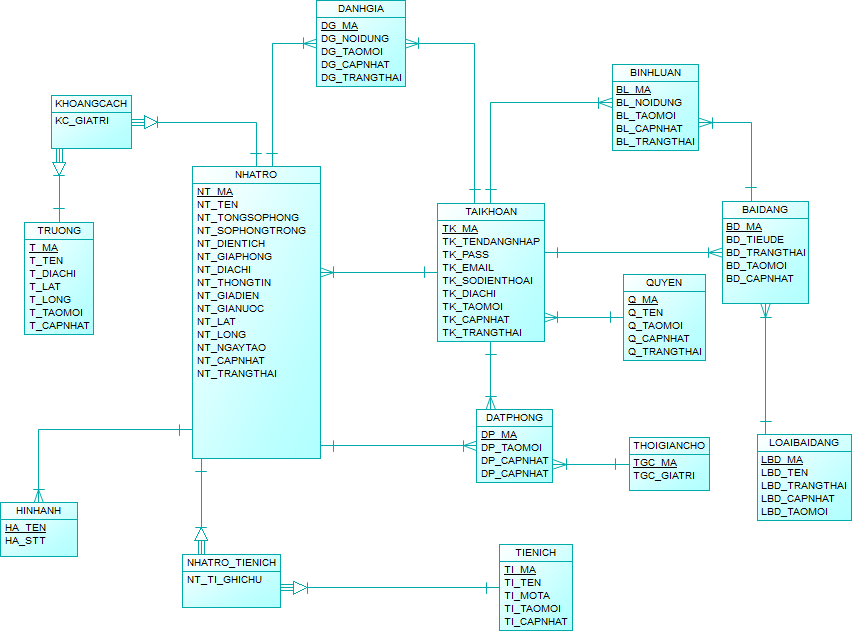 DANHGIA
DG_MA
DG_NOIDUNG
DG_TAOMOI
DG_CAPNHAT
DG_TRANGTHAI
BINHLUAN
BL_MA
BL_NOIDUNG
BL_TAOMOI
BL_CAPNHAT
BL_TRANGTHAI
KHOANGCACH
KC_GIATRI
NHATRO
NT_MA
NT_TEN
NT_TONGSOPHONG
NT_SOPHONGTRONG
NT_DIENTICH
NT_GIAPHONG
NT_DIACHI
NT_THONGTIN
NT_GIADIEN
NT_GIANUOC
NT_LAT
NT_LONG
NT_NGAYTAO
NT_CAPNHAT
NT_TRANGTHAI
TAIKHOAN
TK_MA
TK_TENDANGNHAP
TK_PASS
TK_EMAIL
TK_SODIENTHOAI
TK_DIACHI
TK_TAOMOI
TK_CAPNHAT
TK_TRANGTHAI
BAIDANG
BD_MA
BD_TIEUDE
BD_TRANGTHAI
BD_TAOMOI
BD_CAPNHAT
TRUONG
T_MA
T_TEN
T_DIACHI
T_LAT
T_LONG
T_TAOMOI
T_CAPNHAT
QUYEN
Q_MA
Q_TEN
Q_TAOMOI
Q_CAPNHAT
Q_TRANGTHAI
DATPHONG
DP_MA
DP_TAOMOI
DP_CAPNHAT
DP_CAPNHAT
THOIGIANCHO
TGC_MA
TGC_GIATRI
LOAIBAIDANG
LBD_MA
LBD_TEN
LBD_TRANGTHAI
LBD_CAPNHAT
LBD_TAOMOI
HINHANH
HA_TEN
HA_STT
NHATRO_TIENICH
NT_TI_GHICHU
TIENICH
TI_MA
TI_TEN
TI_MOTA
TI_TAOMOI
TI_CAPNHAT